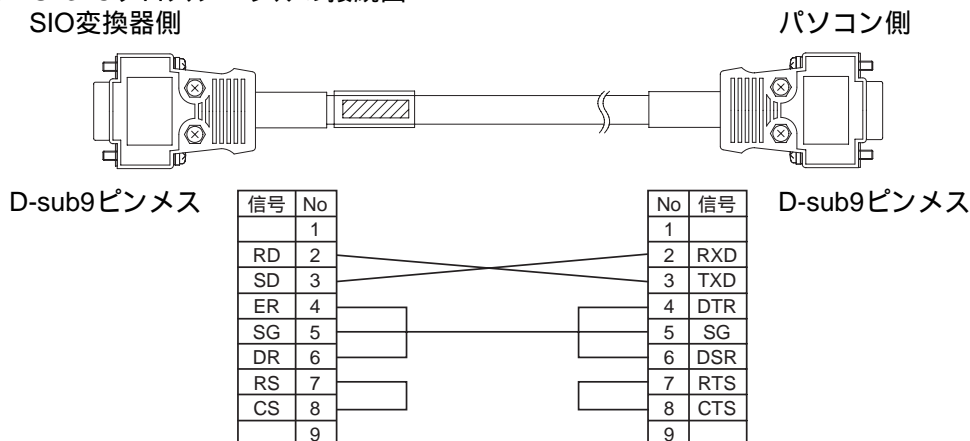 SIO変換器側 パソコン側
D-sub9ピンメス D-sub9ピンメス
信号 No No 信号
1 1
RD 2 2 RXD
SD 3 3 TXD
ER 4 4 DTR
SG 5 5 SG
DR 6 6 DSR
RS 7 7 RTS
CS 8 8 CTS
9 9